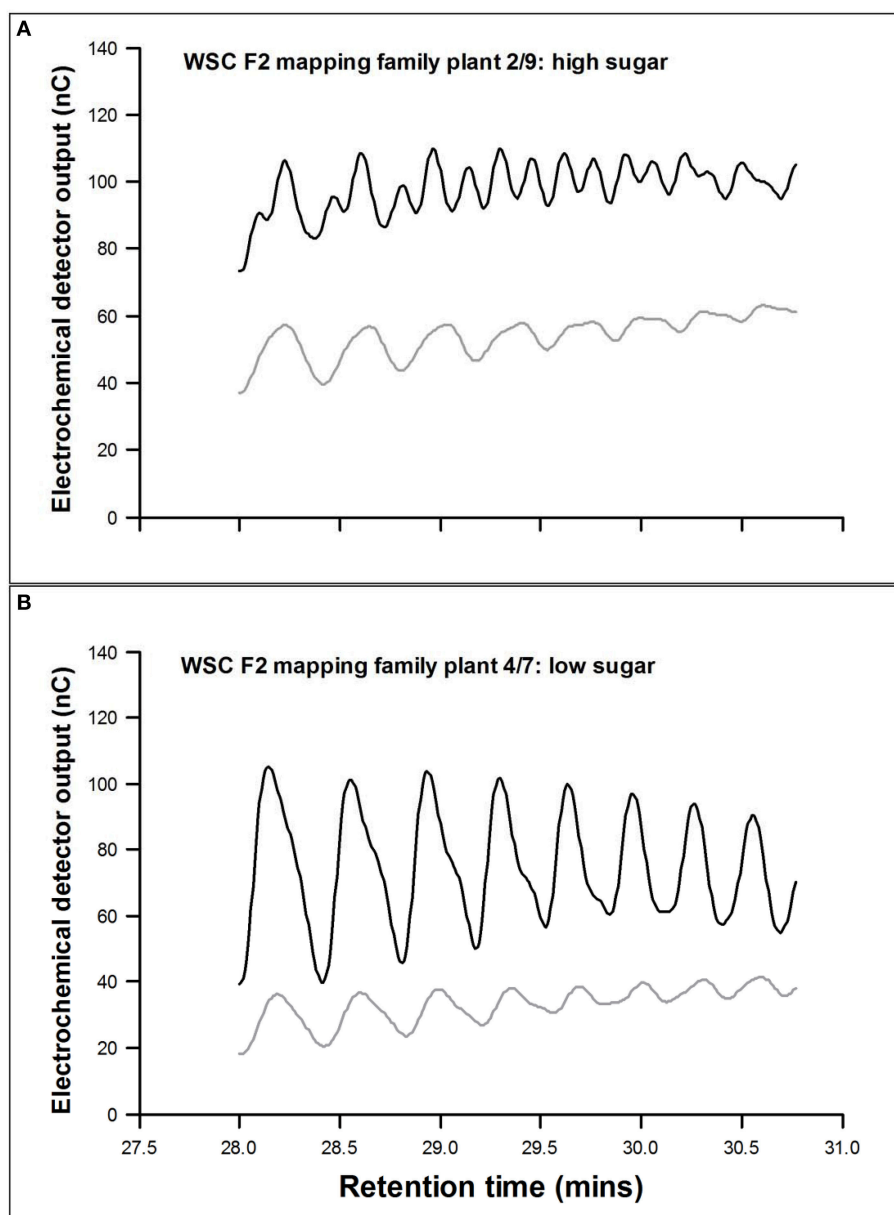 A
WSC F2 mapping family plant 2/9: high sugar
Electrochemical detector output (nC)
140
120
100
80
60
40
20
0
B
WSC F2 mapping family plant 4/7: low sugar
Electrochemical detector output (nC)
140
120
100
80
60
40
20
0
27.5 28.0 28.5 29.0 29.5 30.0 30.5 31.0
Retention time (mins)